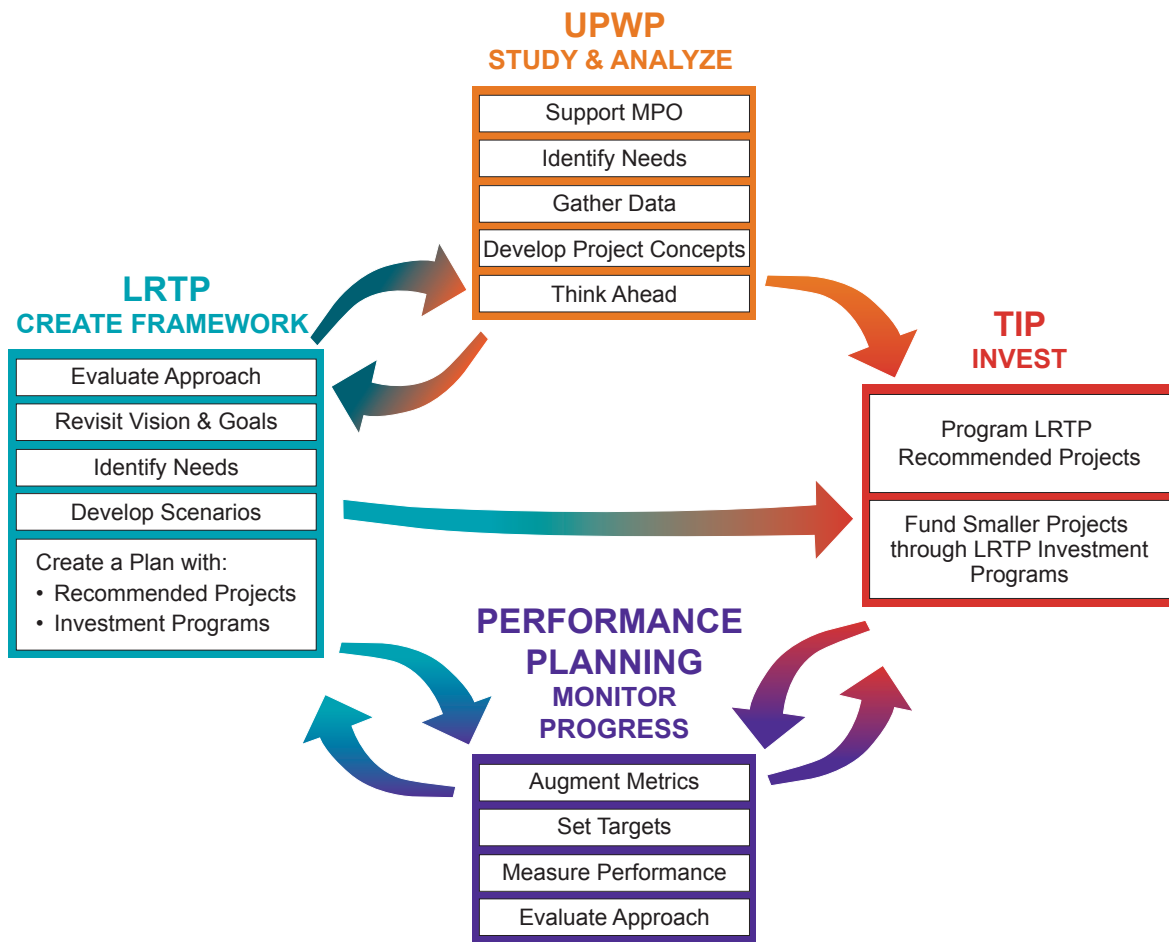 UPWP
STUDY & ANALYZE
Support MPO
Identify Needs
Gather Data
Develop Project Concepts
Think Ahead
LRTP
CREATE FRAMEWORK
Evaluate Approach
Revisit Vision & Goals
Identify Needs
Develop Scenarios
Create a Plan with:
• Recommended Projects
• Investment Programs
TIP
INVEST
Program LRTP
Recommended Projects
Fund Smaller Projects
through LRTP Investment
Programs
PERFORMANCE
PLANNING
MONITOR
PROGRESS
Augment Metrics
Set Targets
Measure Performance
Evaluate Approach